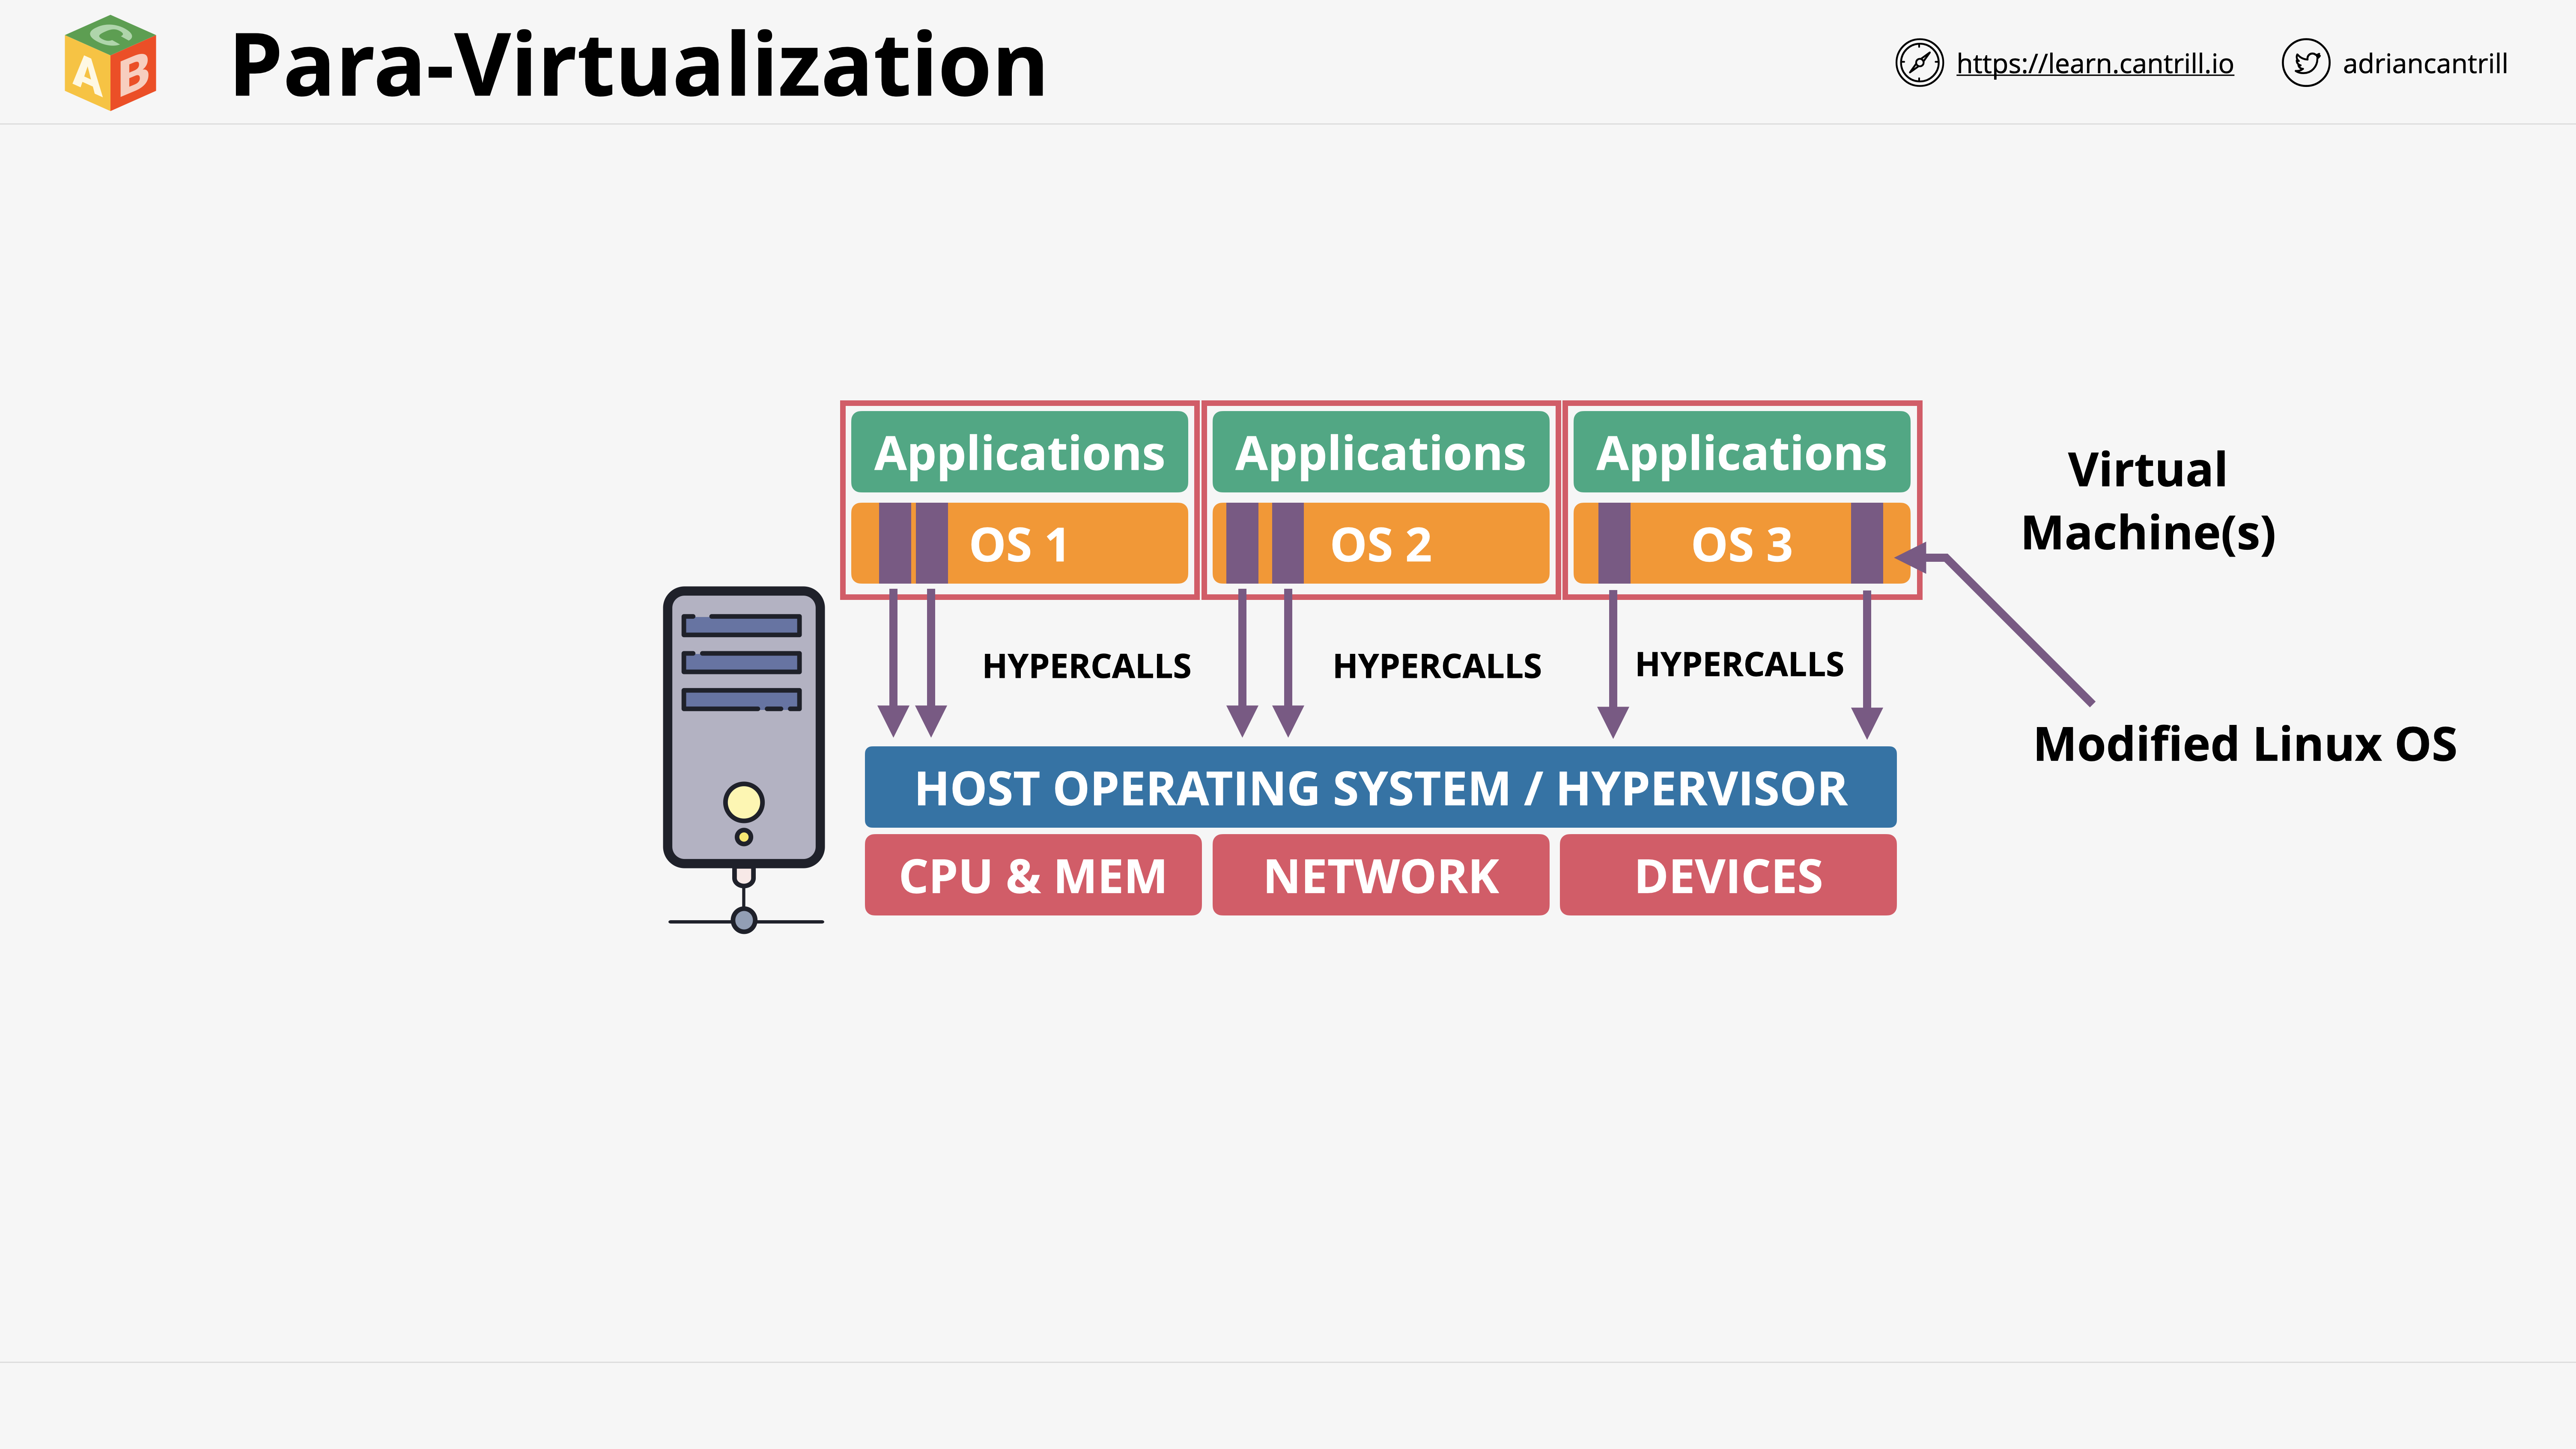 C
A B
Para-Virtualization
https://learn.cantrill.io
adriancantrill
Applications
Applications
Applications
Virtual
Machine(s)
OS 1
OS 2
OS 3
HYPERCALLS
HYPERCALLS
HYPERCALLS
Modified Linux OS
HOST OPERATING SYSTEM / HYPERVISOR
CPU & MEM
NETWORK
DEVICES